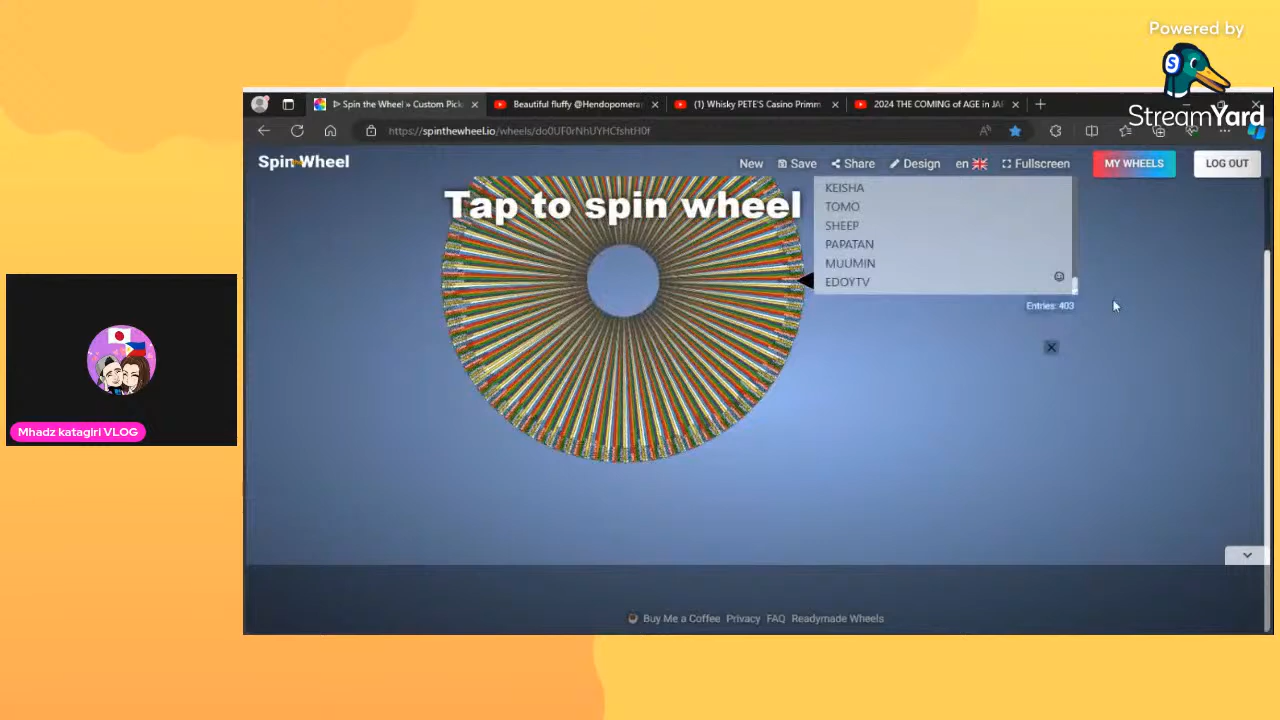 Powered by
StreamYard
Spin the Wheel » Custom Pick
Beautiful fluffy @Hendopomeran
(1) Whisky PETE'S Casino Primm
2024 THE COMING of AGE in JA
https://spinthewheel.io/wheels/do0UF0rNhUYHCfshtH0f
Spin Wheel
New
Save
Share
Design
en
Fullscreen
MY WHEELS
LOG OUT
Tap to spin wheel
KEISHA
TOMO
SHEEP
PAPATAN
MUUMIN
EDOYTV
Entries: 403
Mhadz katagiri VLOG
Buy Me a Coffee Privacy FAQ Readymade Wheels